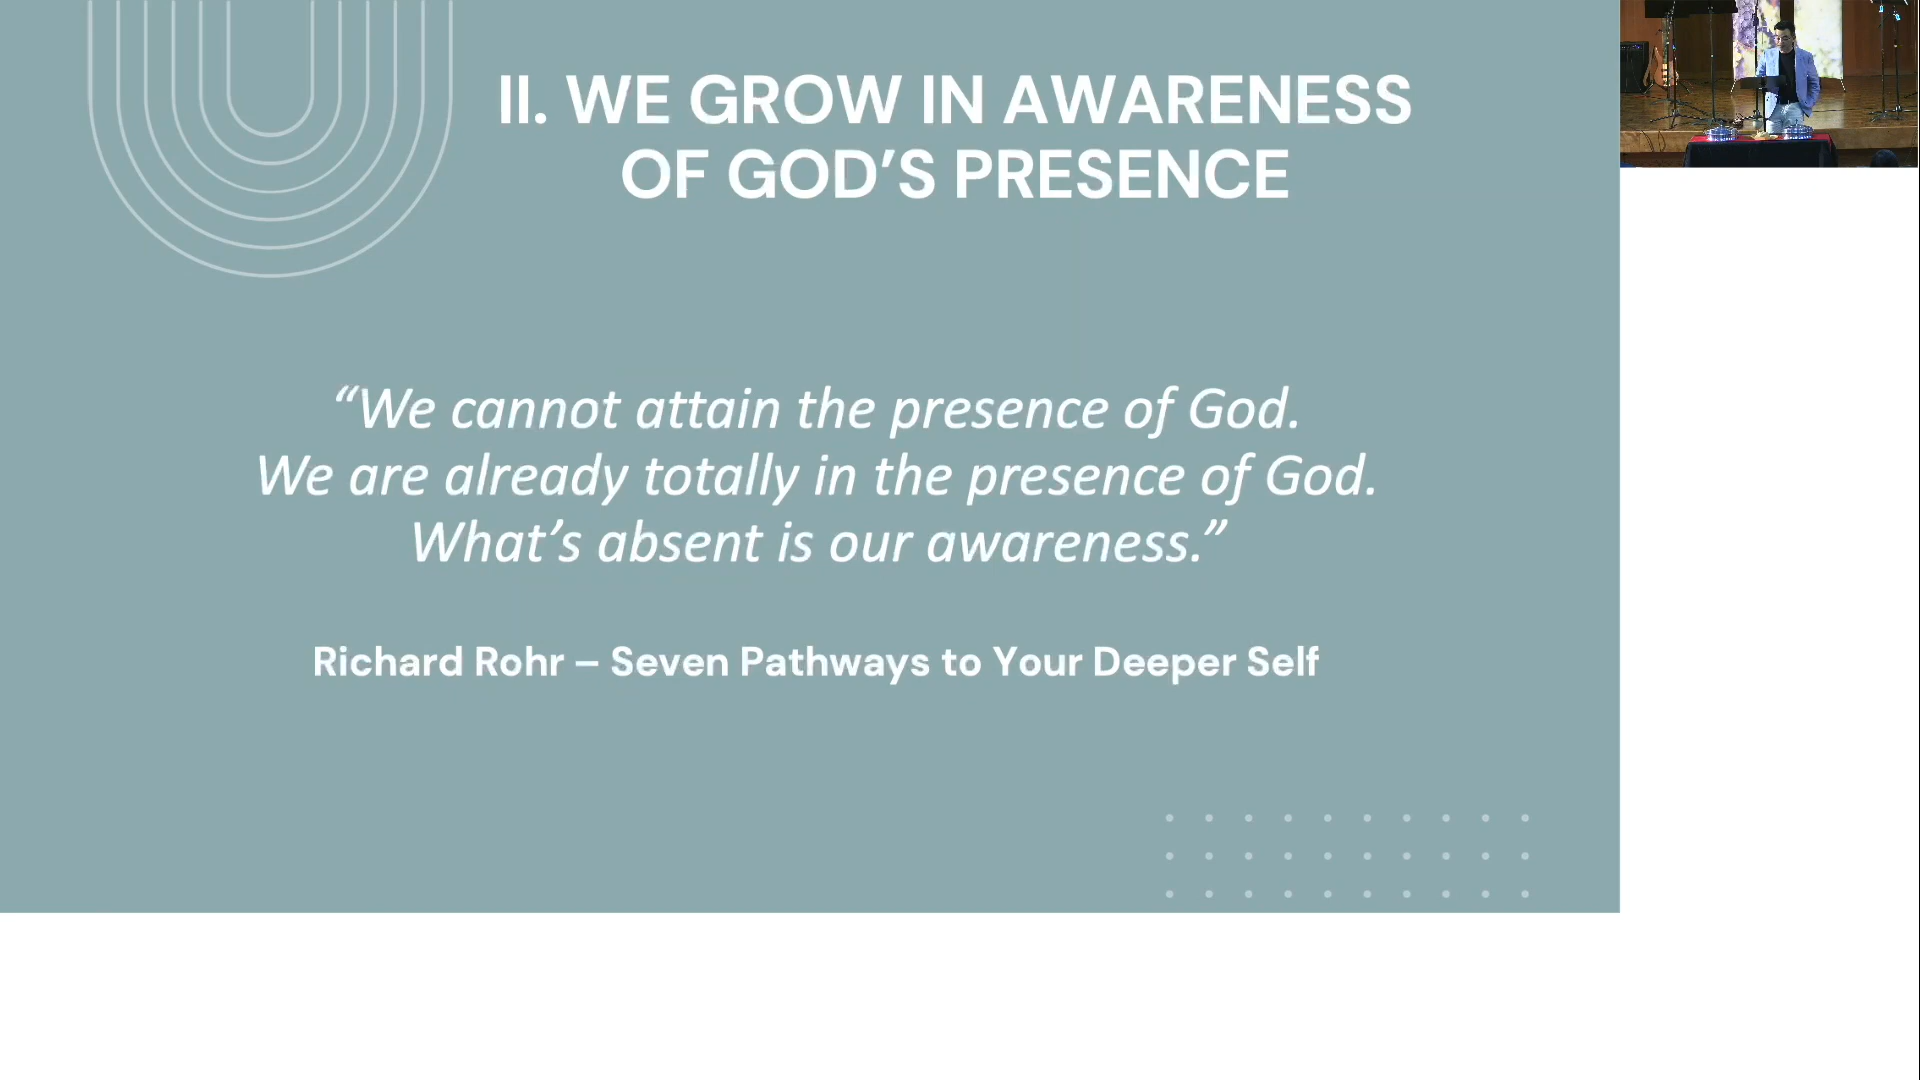 II. WE GROW IN AWARENESS
OF GOD’S PRESENCE
“We cannot attain the presence of God.
We are already totally in the presence of God.
What’s absent is our awareness.”
Richard Rohr – Seven Pathways to Your Deeper Self